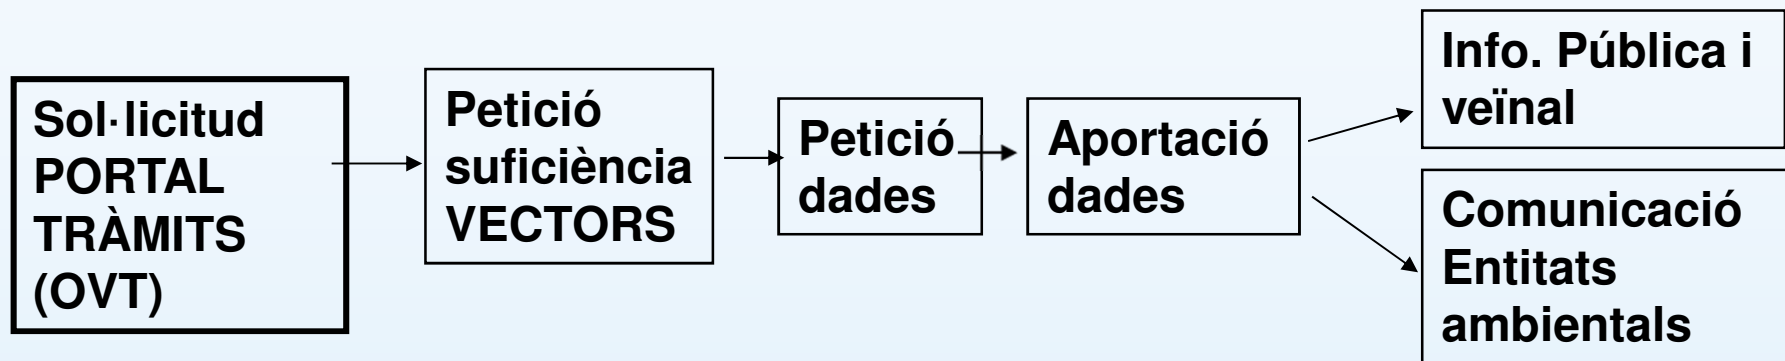 Sol·licitud
PORTAL
TRÀMITS
(OVT)
Petició
suficiència
VECTORS
Petició
dades
Aportació
dades
Info. Pública i
veïnal
Comunicació
Entitats
ambientals